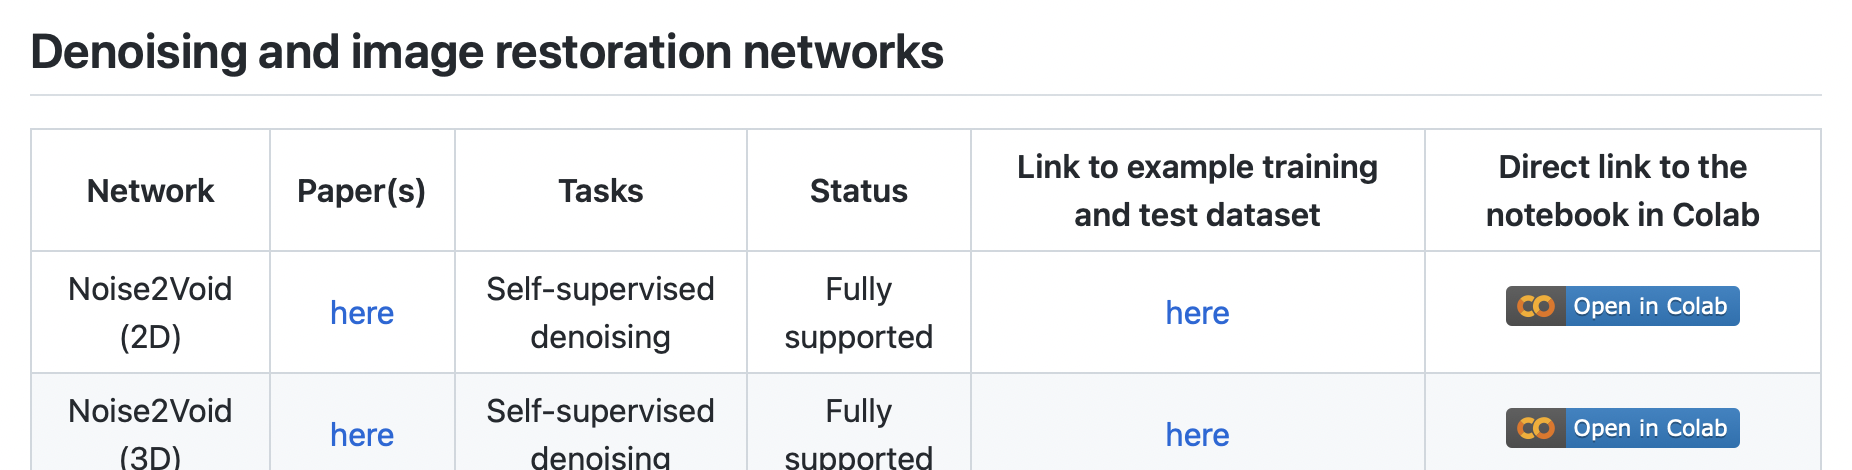 Denoising and image restoration networks
Network
Paper(s)
Tasks
Status
Link to example training
and test dataset
Direct link to the
notebook in Colab
Noise2Void
(2D)
here
Self-supervised
denoising
Fully
supported
here
Open in Colab
Noise2Void
(3D)
here
Self-supervised
denoising
Fully
supported
here
Open in Colab